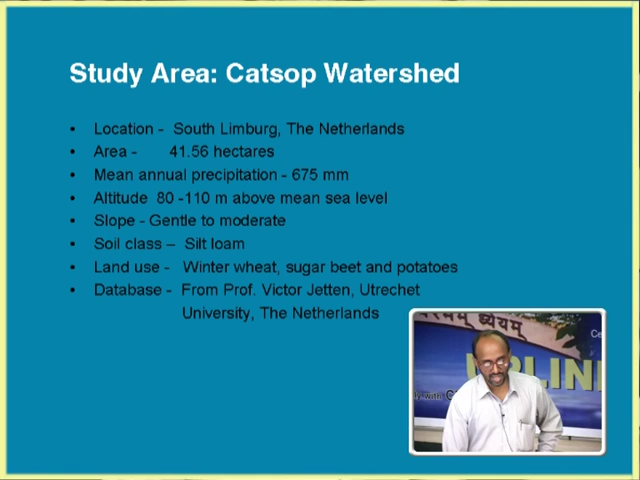 Study Area: Catsop Watershed
• Location - South Limburg, The Netherlands
• Area - 41.56 hectares
• Mean annual precipitation - 675 mm
• Altitude 80 -110 m above mean sea level
• Slope - Gentle to moderate
• Soil class – Silt loam
• Land use - Winter wheat, sugar beet and potatoes
• Database - From Prof. Victor Jetten, Utrechet
University, The Netherlands
ध्येयम्